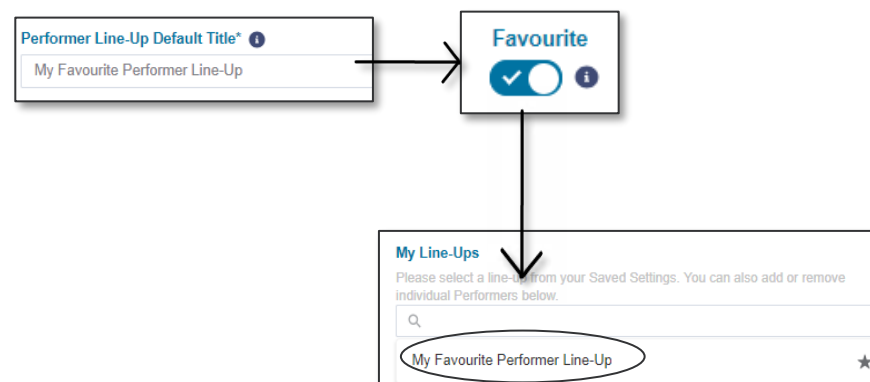 Performer Line-Up Default Title*
My Favourite Performer Line-Up
Favourite
My Line-Ups
Please select a line-up from your Saved Settings. You can also add or remove
individual Performers below.
My Favourite Performer Line-Up